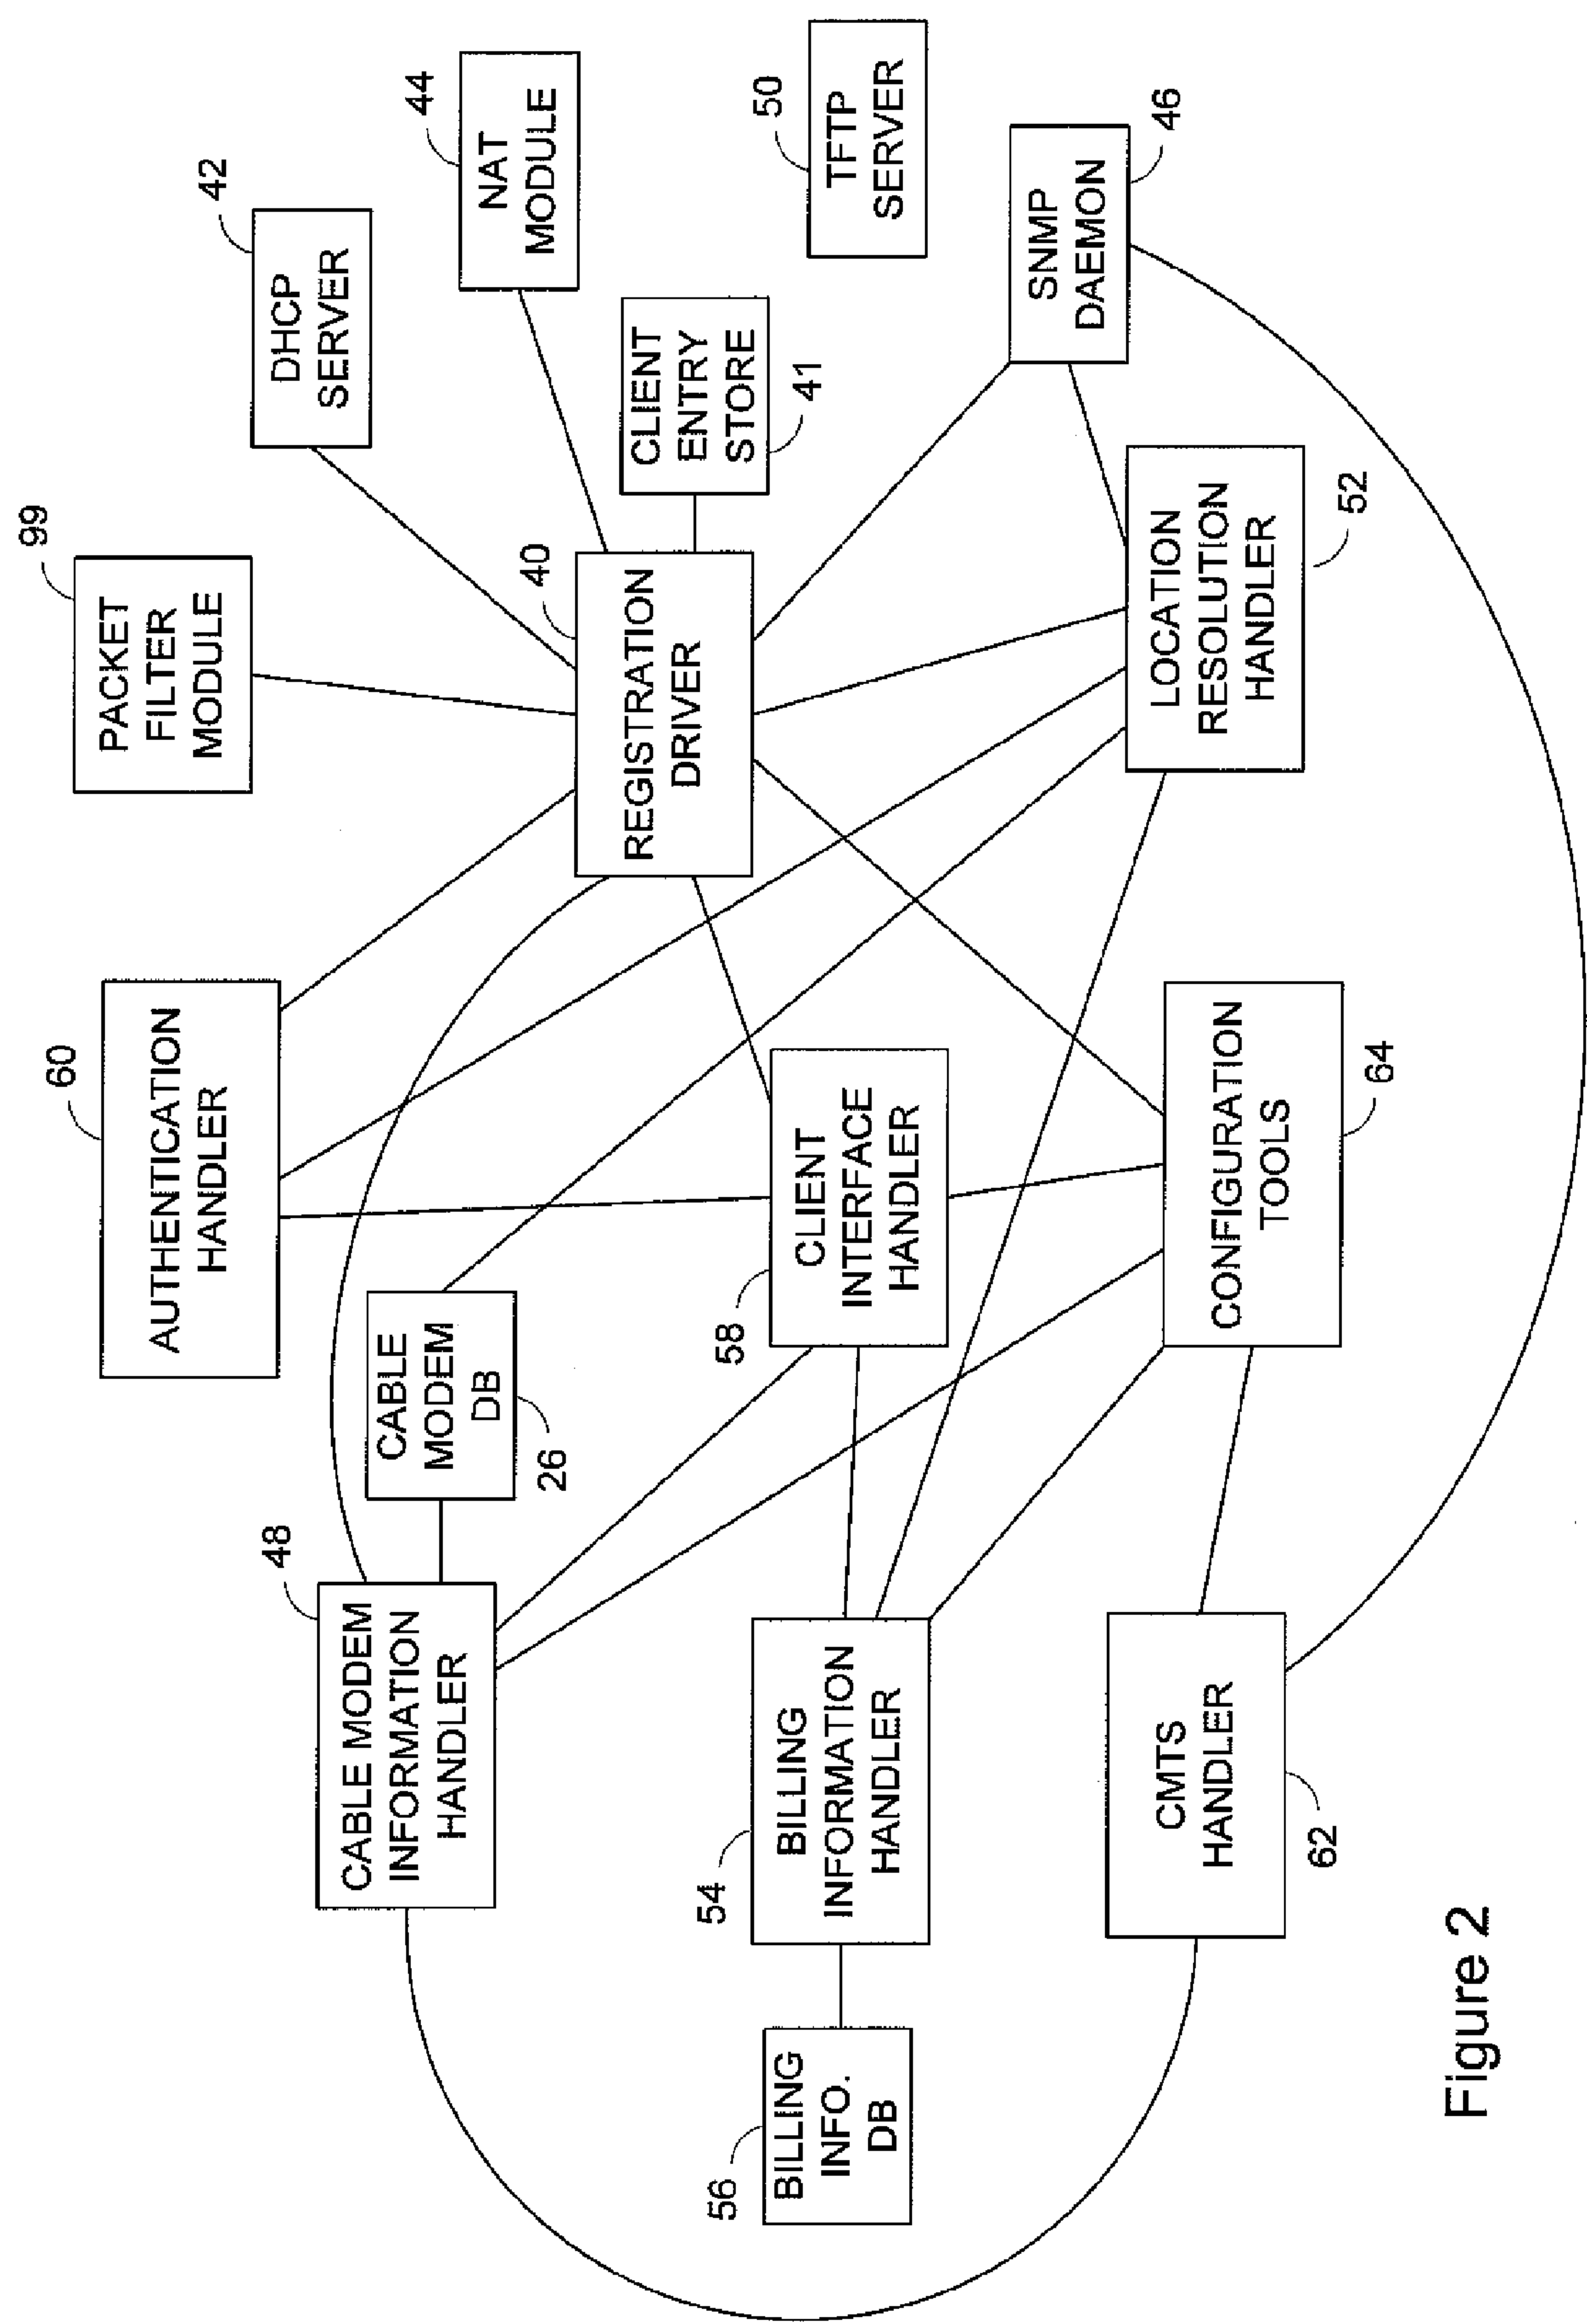 60
AUTHENTICATION
HANDLER
99
PACKET
FILTER
MODULE
42
DHCP
SERVER
44
NAT
MODULE
48
CABLE MODEM
INFORMATION
HANDLER
CABLE
MODEM
DB
26
40
REGISTRATION
DRIVER
CLIENT
ENTRY
STORE
41
50
TFTP
SERVER
56
BILLING
INFO.
DB
54
BILLING
INFORMATION
HANDLER
58
CLIENT
INTERFACE
HANDLER
SNMP
DAEMON
46
LOCATION
RESOLUTION
HANDLER
52
CMTS
HANDLER
62
CONFIGURATION
TOOLS
64
Figure 2